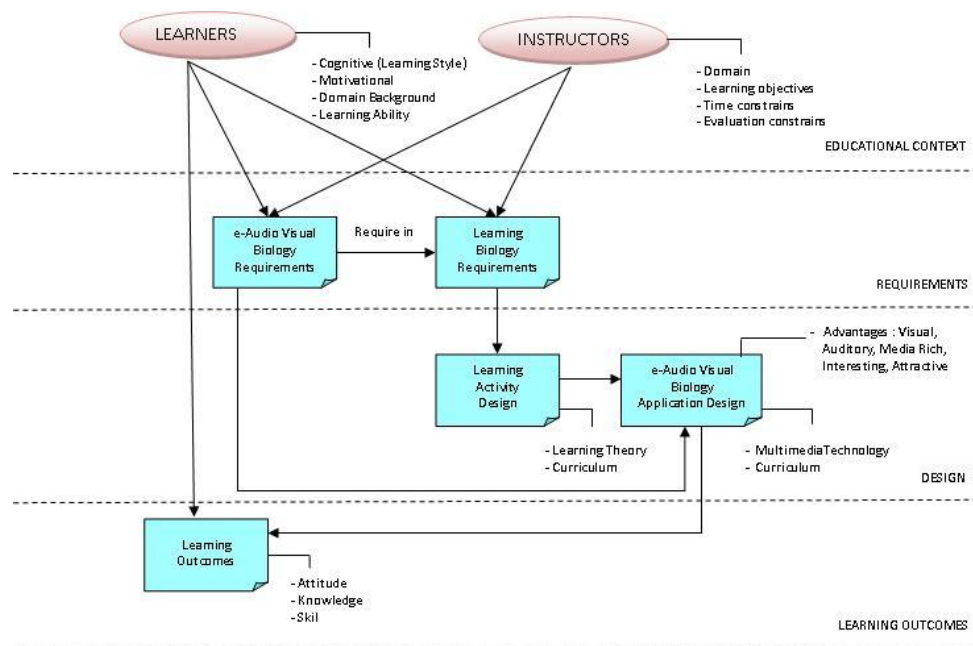 LEARNERS
INSTRUCTORS
- Cognitive (Learning Style)
- Motivational
- Domain Background
- Learning Ability
- Domain
- Learning objectives
- Time constrains
- Evaluation constrains
EDUCATIONAL CONTEXT
e-Audio Visual
Biology
Requirements
Require in
Learning
Biology
Requirements
REQUIREMENTS
- Advantages : Visual,
Auditory, Media Rich,
Interesting, Attractive
Learning
Activity
Design
e-Audio Visual
Biology
Application Design
- Learning Theory
- Curriculum
- MultimediaTechnology
- Curriculum
DESIGN
Learning
Outcomes
- Attitude
- Knowledge
- Skil
LEARNING OUTCOMES